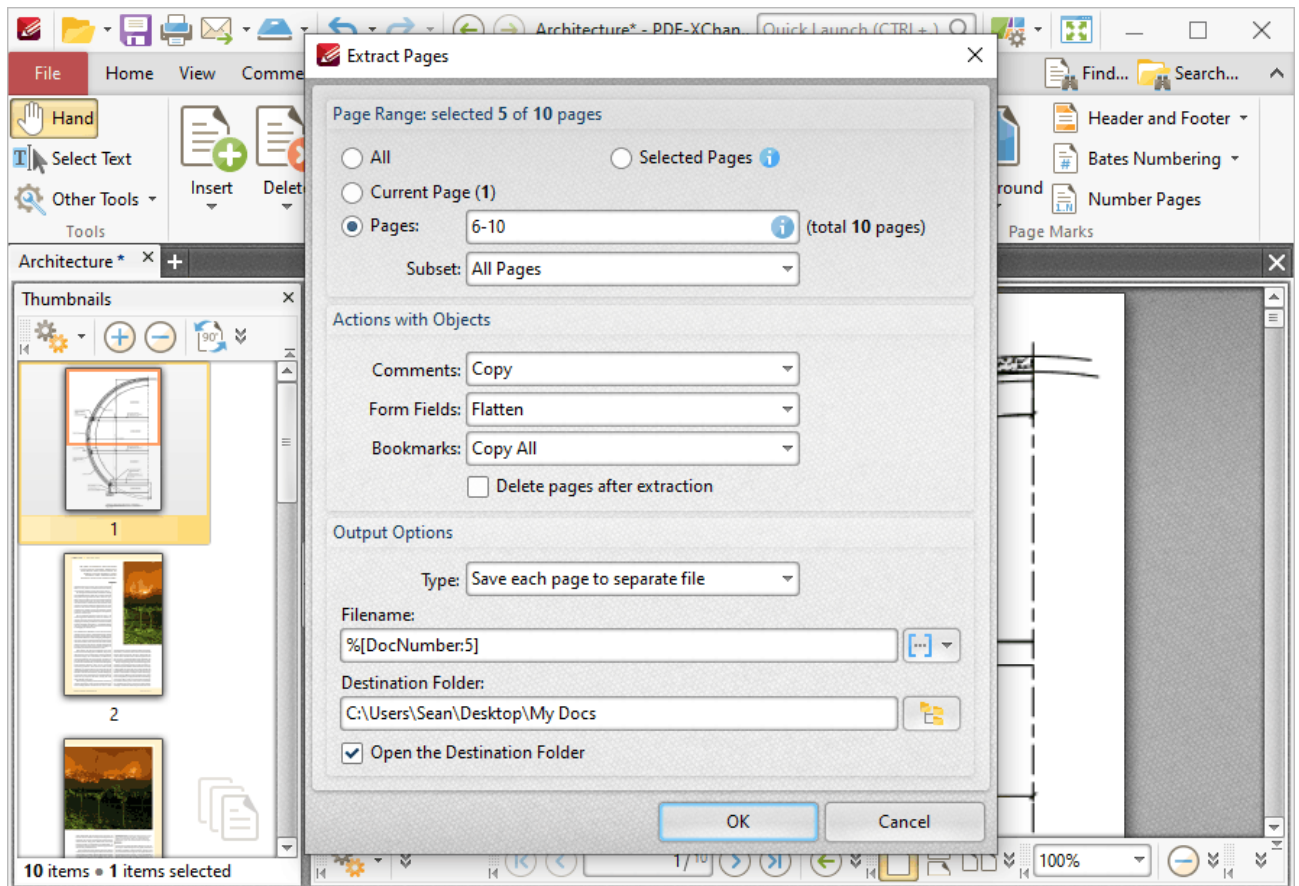 Architecture* - PDF-XChan..
Quick Launch (CTRL+.)
File
Home
View
Comme
Find...
Search...
Hand
Select Text
Other Tools
Tools
Insert
Delet
round
Header and Footer
Bates Numbering
Number Pages
Page Marks
Architecture *
Thumbnails
90°
1
2
10 items • 1 items selected
Extract Pages
Page Range: selected 5 of 10 pages
All
Selected Pages
Current Page (1)
Pages:
6-10
(total 10 pages)
Subset:
All Pages
Actions with Objects
Comments:
Copy
Form Fields:
Flatten
Bookmarks:
Copy All
Delete pages after extraction
Output Options
Type:
Save each page to separate file
Filename:
%[DocNumber:5]
Destination Folder:
C:\Users\Sean\Desktop\My Docs
Open the Destination Folder
OK
Cancel
1/10
100%